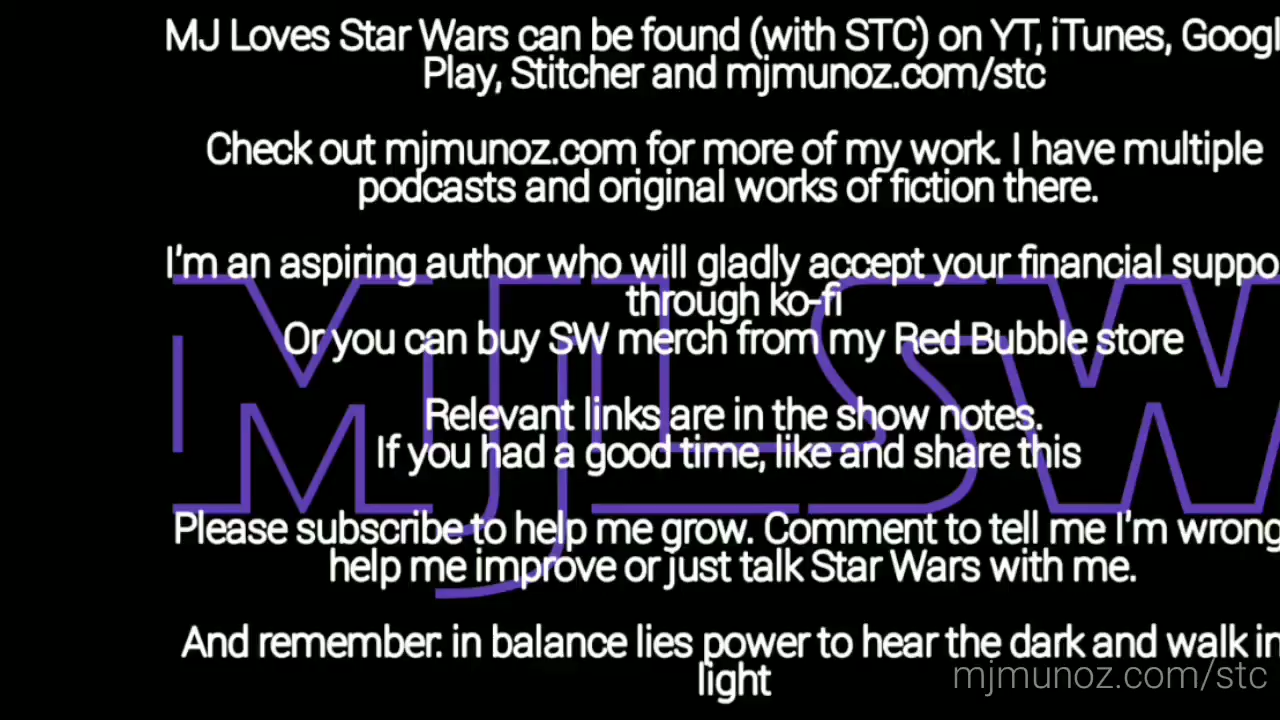 MJ Loves Star Wars can be found (with STC) on YT, iTunes, Googl
Play, Stitcher and mjmunoz.com/stc
Check out mjmunoz.com for more of my work. I have multiple
podcasts and original works of fiction there.
I'm an aspiring author who will gladly accept your financial suppo
through ko-fi
Or you can buy SW merch from my Red Bubble store
MJLSW
Relevant links are in the show notes.
If you had a good time, like and share this
Please subscribe to help me grow. Comment to tell me I'm wrong
help me improve or just talk Star Wars with me.
And remember: in balance lies power to hear the dark and walk in
light
mjmunoz.com/stc